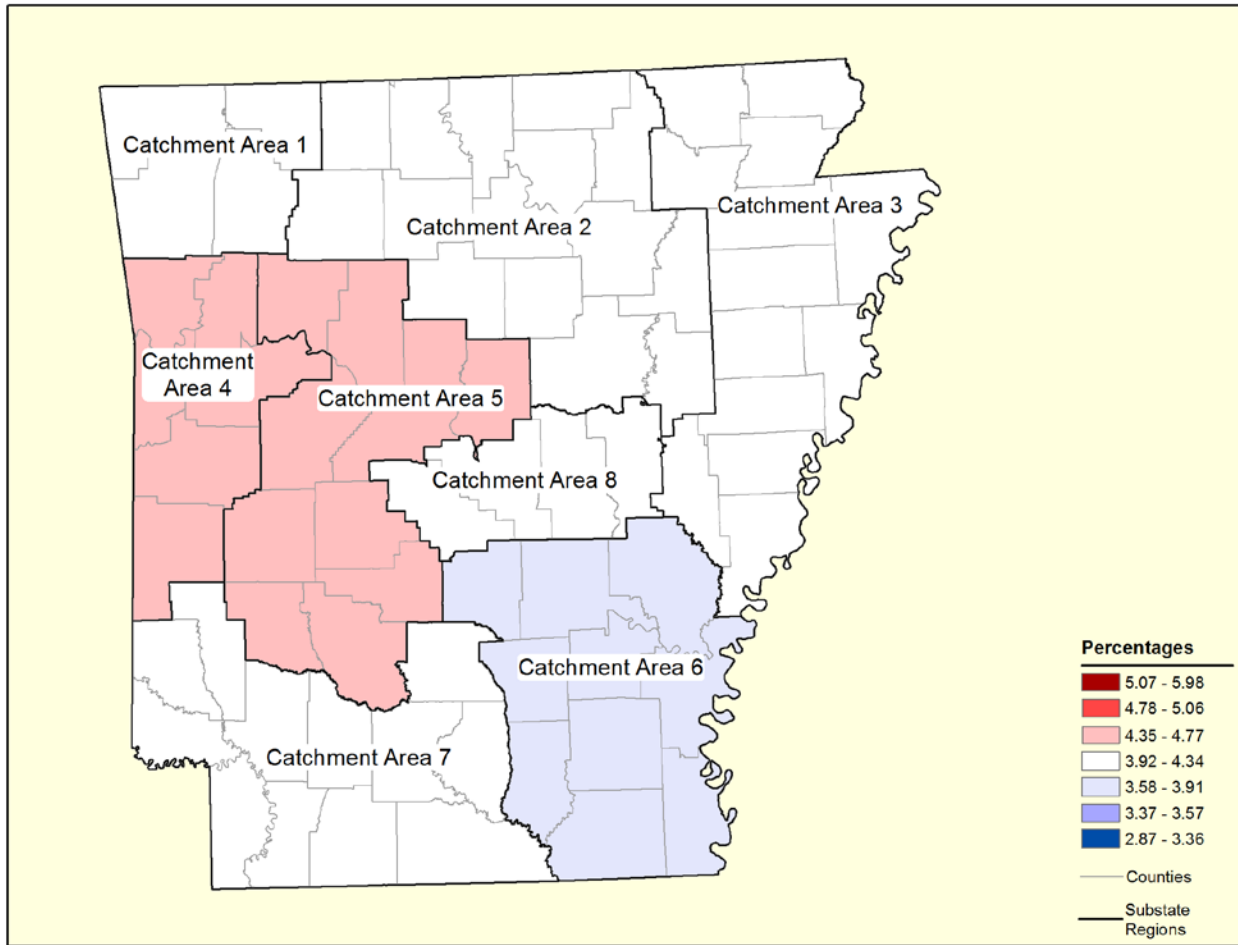 Catchment Area 1
Catchment Area 2
Catchment Area 3
Catchment
Area 4
Catchment Area 5
Catchment Area 8
Catchment Area 6
Catchment Area 7
Percentages
5.07 - 5.98
4.78 - 5.06
4.35 - 4.77
3.92 - 4.34
3.58 - 3.91
3.37 - 3.57
2.87 - 3.36
Counties
Substate
Regions